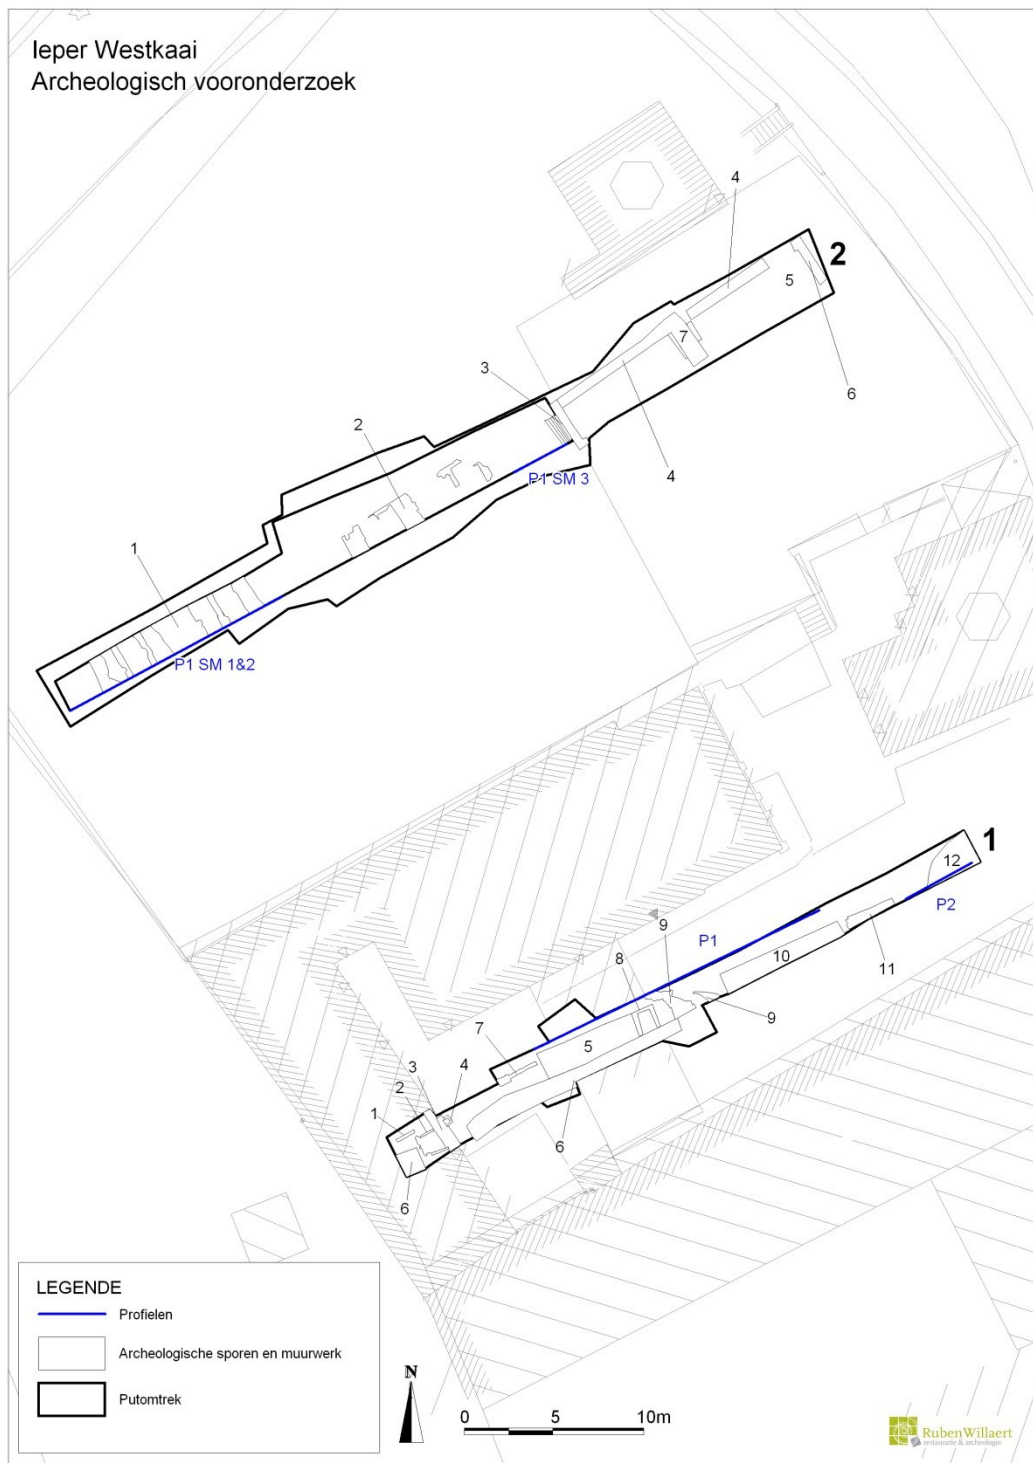 Ieper Westkaai
Archeologisch vooronderzoek
4
2
5
7
3
6
2
P1 SM 3
4
1
P1 SM 1&2
1
12
P2
9
P1
8
10
11
9
7
5
3
4
2
1
6
6
LEGENDE
Profielen
Archeologische sporen en muurwerk
Putomtrek
N
0 5 10m
RubenWillaert
restauratie & archeologie